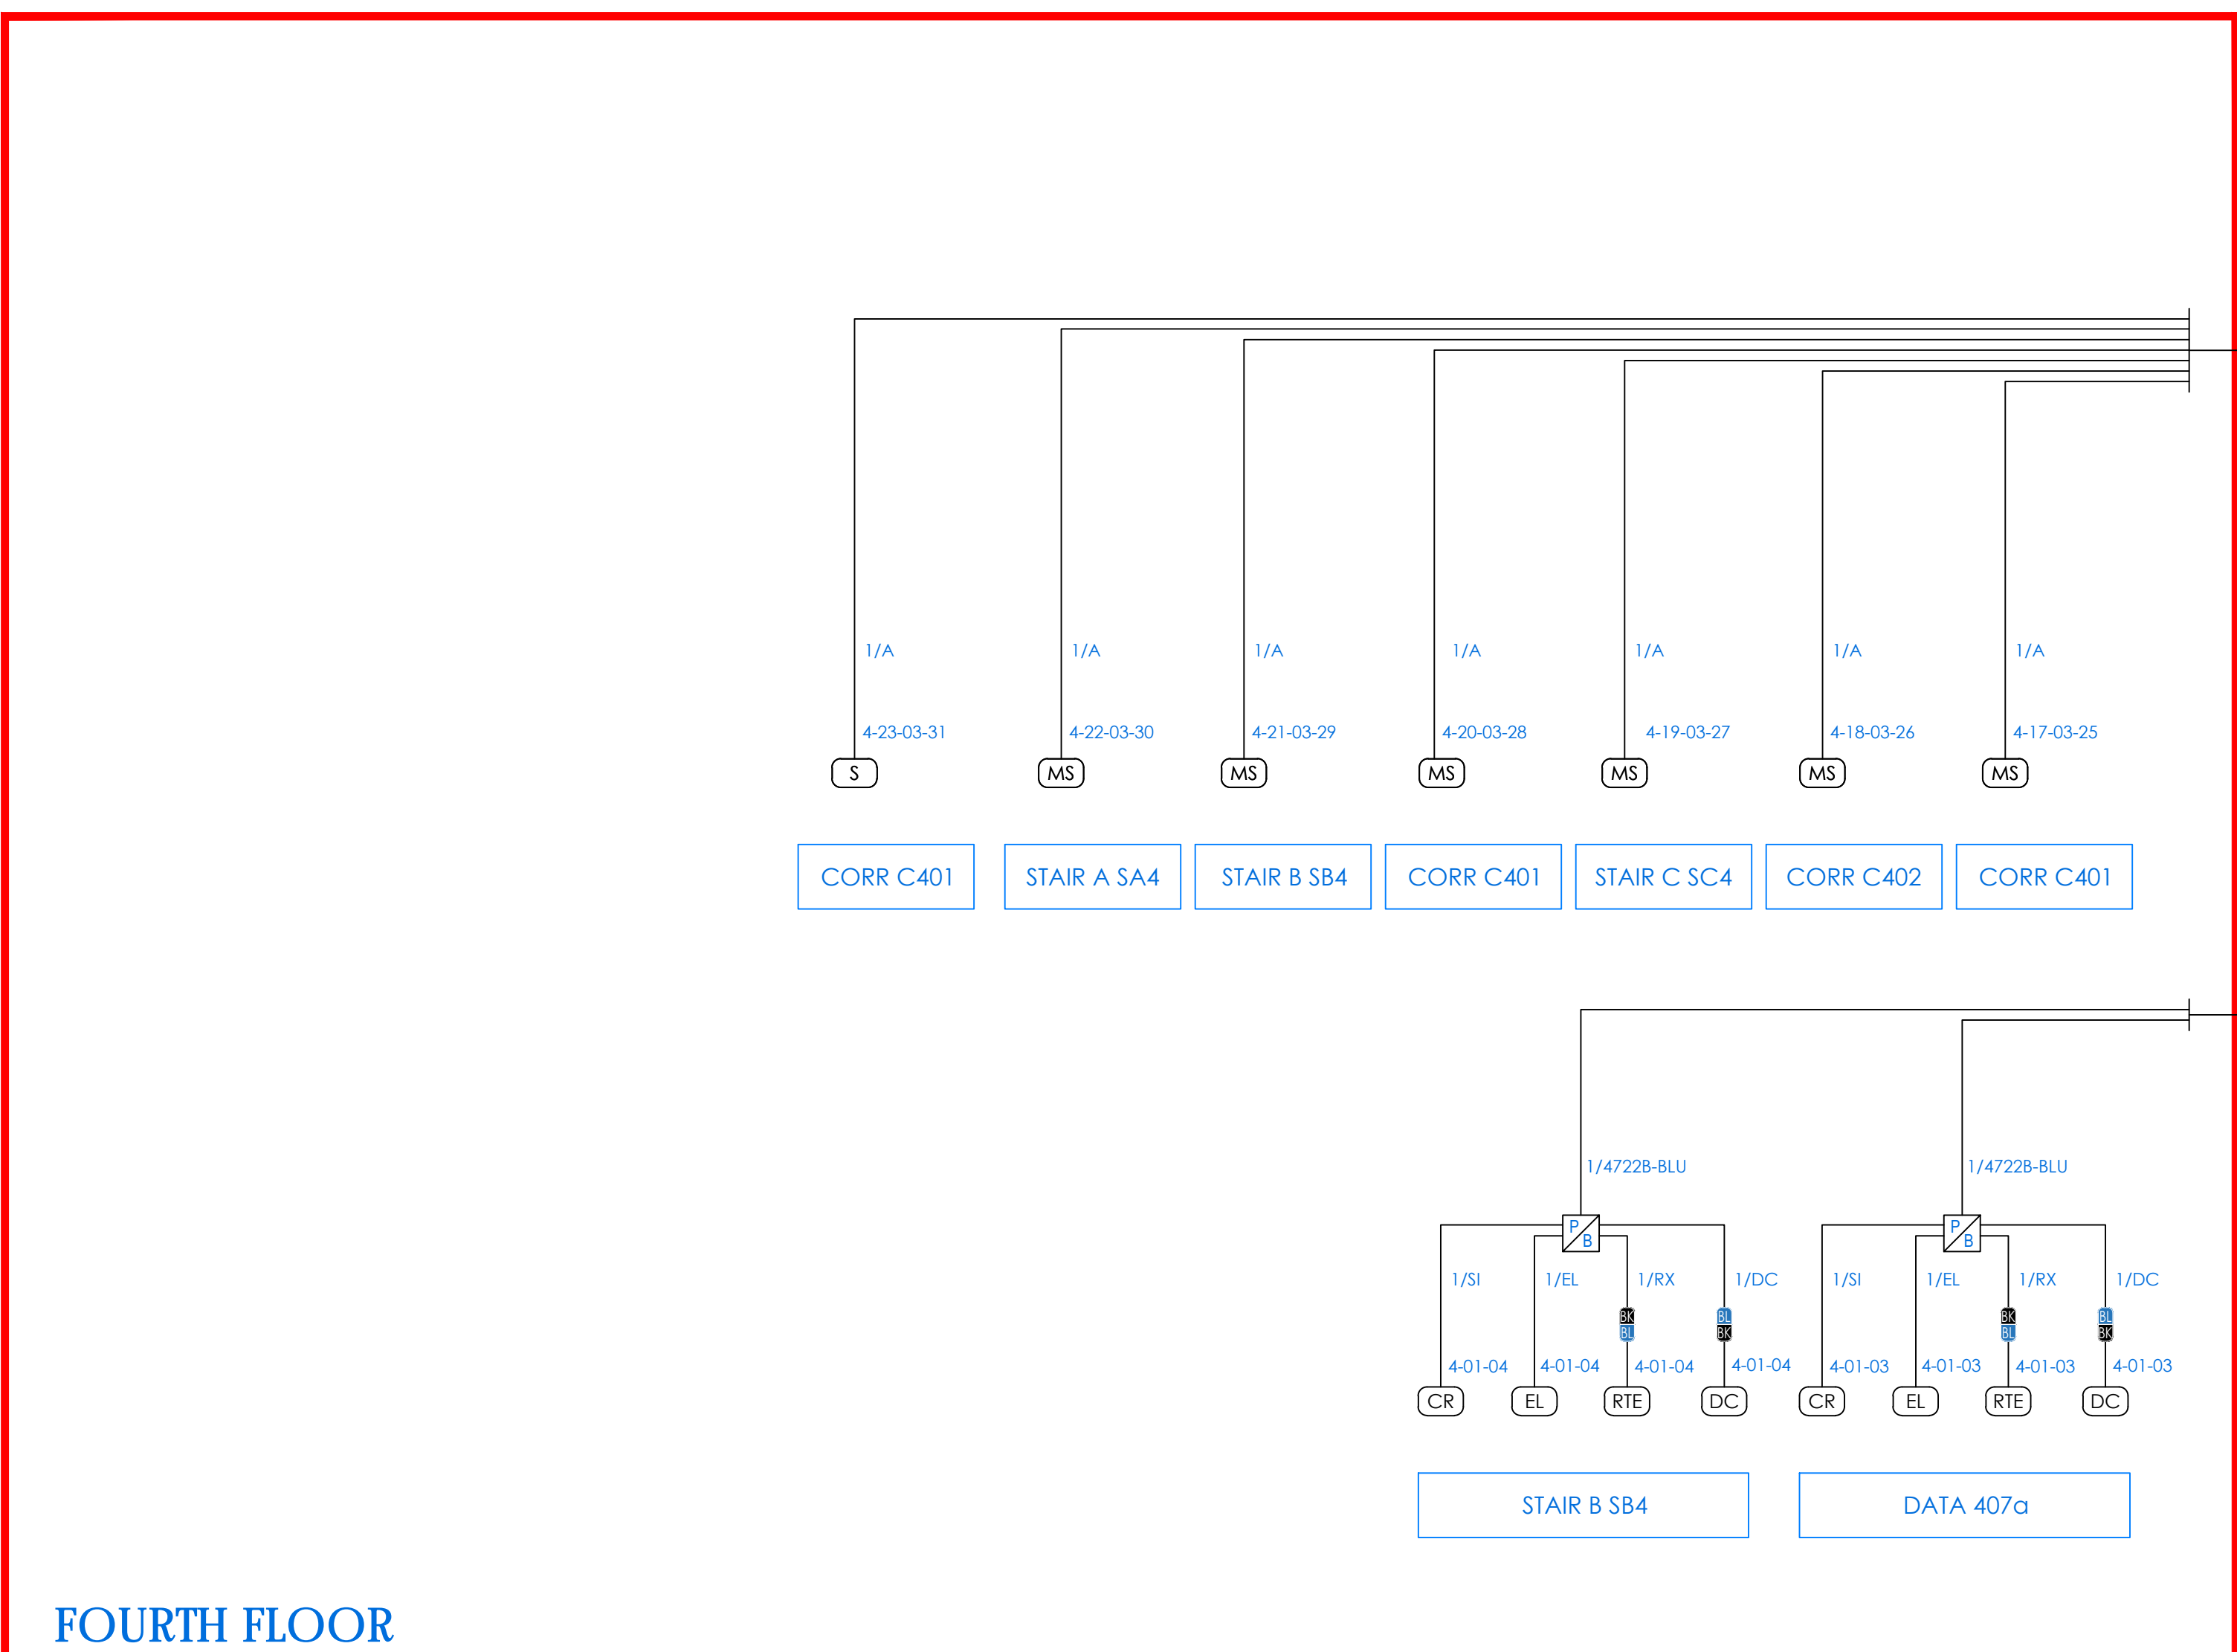 1/A 1/A 1/A 1/A 1/A 1/A 1/A
4-23-03-31 4-22-03-30 4-21-03-29 4-20-03-28 4-19-03-27 4-18-03-26 4-17-03-25
S MS MS MS MS MS MS
CORR C401 STAIR A SA4 STAIR B SB4 CORR C401 STAIR C SC4 CORR C402 CORR C401
1/4722B-BLU 1/4722B-BLU
P P
B B
1/SI 1/EL 1/RX 1/DC 1/SI 1/EL 1/RX 1/DC
BK BL BK BL
BL BK BL BK
4-01-04 4-01-04 4-01-04 4-01-04 4-01-03 4-01-03 4-01-03 4-01-03
CR EL RTE DC CR EL RTE DC
STAIR B SB4 DATA 407a
FOURTH FLOOR